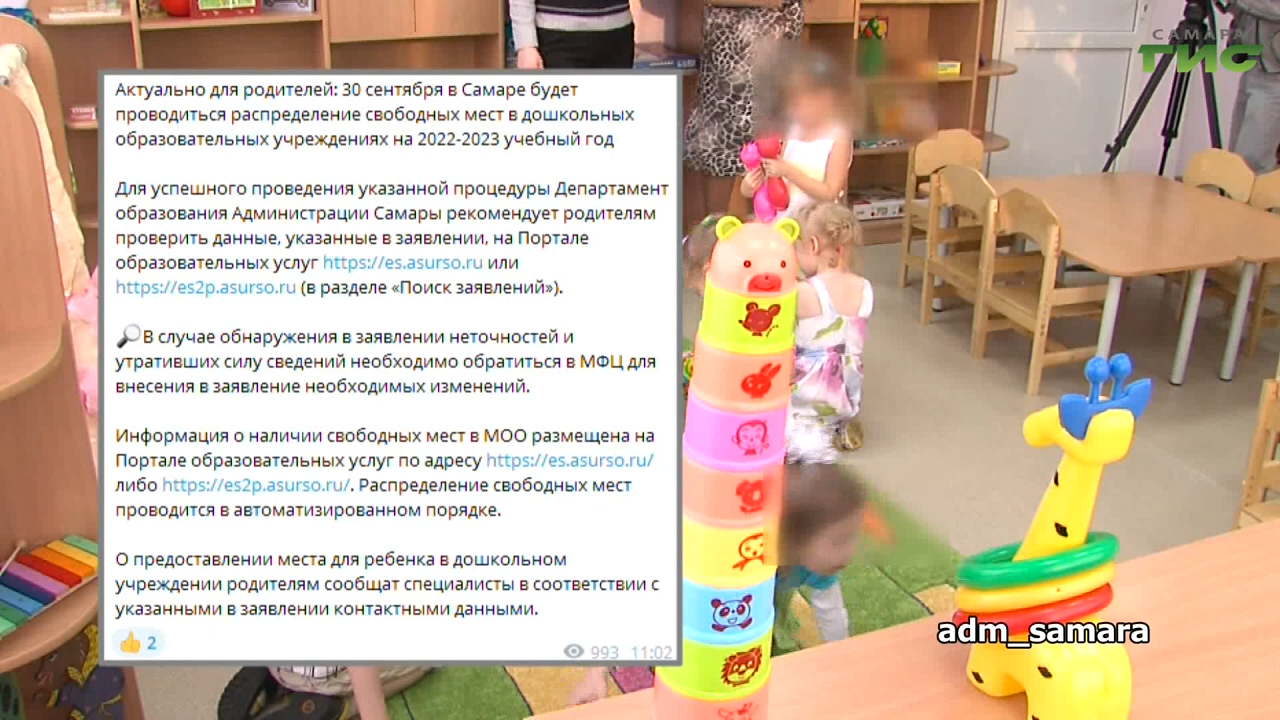 САМАРА
ГИС
Актуально для родителей: 30 сентября в Самаре будет
проводиться распределение свободных мест в дошкольных
образовательных учреждениях на 2022-2023 учебный год
Для успешного проведения указанной процедуры Департамент
образования Администрации Самары рекомендует родителям
проверить данные, указанные в заявлении, на Портале
образовательных услуг https://es.asurso.ru или
https://es2p.asurso.ru (в разделе «Поиск заявлений»).
В случае обнаружения в заявлении неточностей и
утративших силу сведений необходимо обратиться в МФЦ для
внесения в заявление необходимых изменений.
Информация о наличии свободных мест в МОО размещена на
Портале образовательных услуг по адресу https://es.asurso.ru/
либо https://es2p.asurso.ru/. Распределение свободных мест
проводится в автоматизированном порядке.
О предоставлении места для ребенка в дошкольном
учреждении родителям сообщат специалисты в соответствии с
указанными в заявлении контактными данными.
2
993 11:02
adm_samara